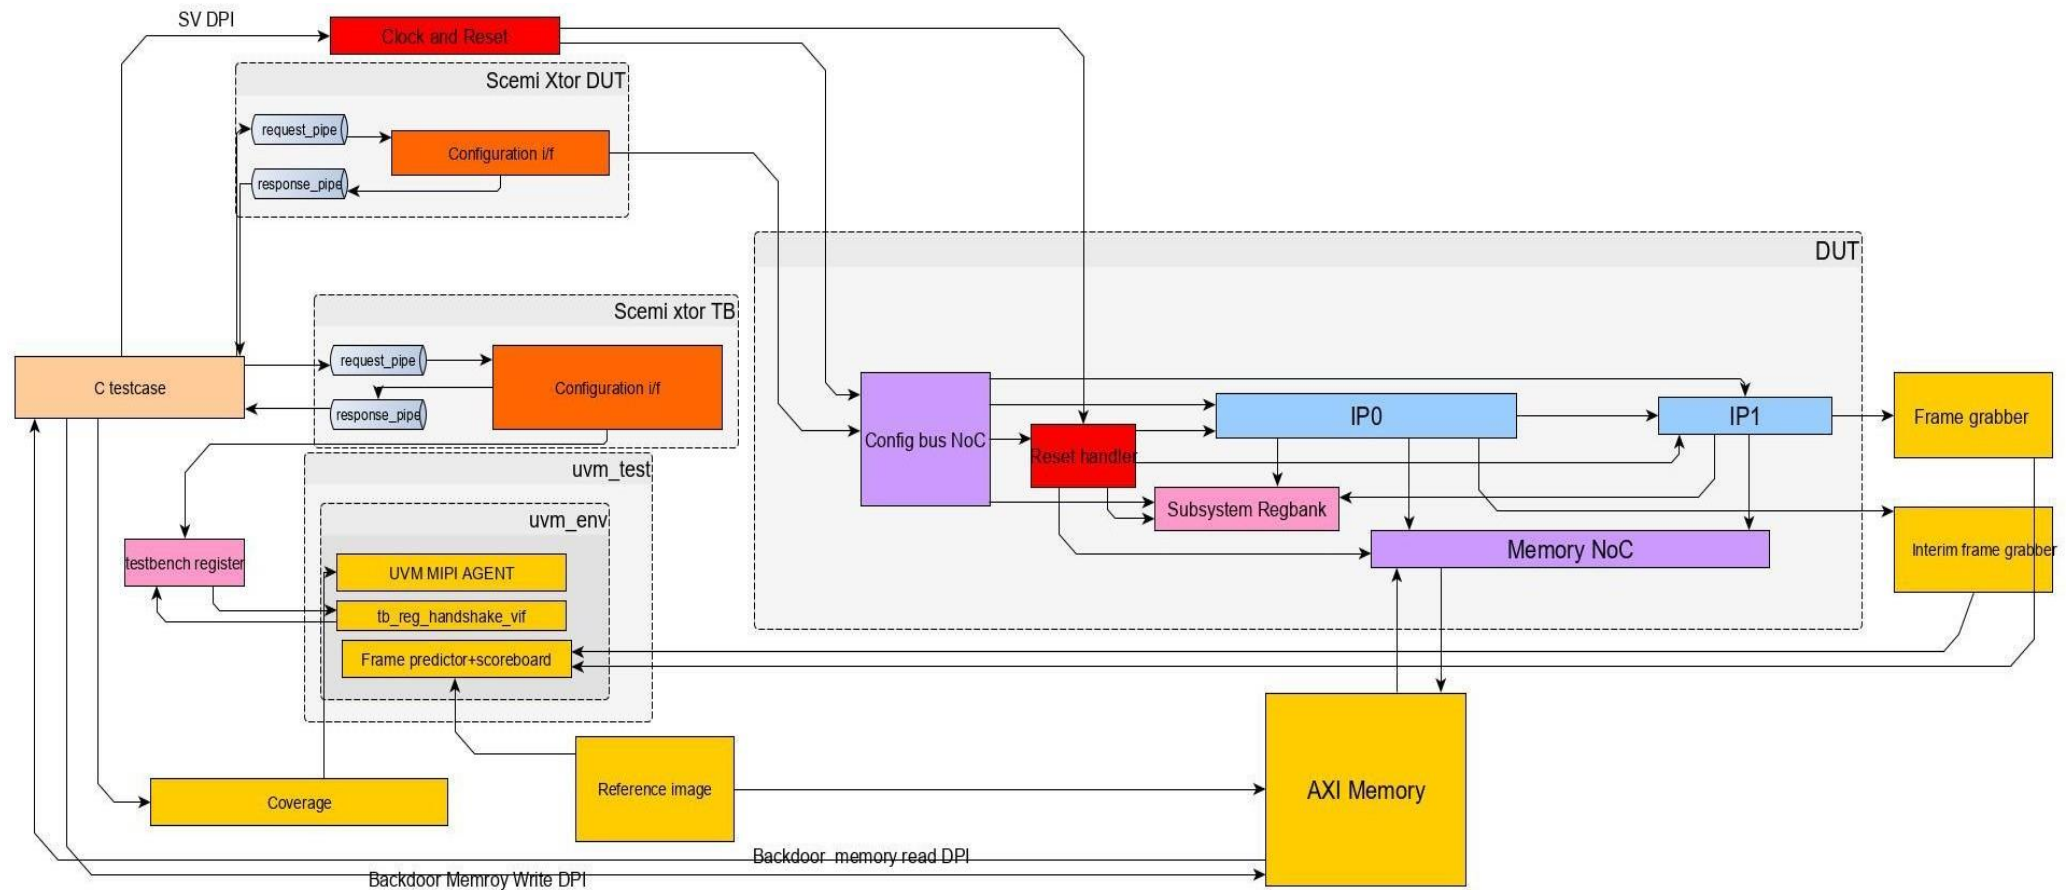 SV DPI
Clock and Reset
Scemi Xtor DUT
request_pipe
Configuration i/f
response_pipe
DUT
Scemi xtor TB
request_pipe
Configuration i/f
response_pipe
C testcase
Config bus NoC
Reset handler
IP0
IP1
Frame grabber
Subsystem Regbank
Memory NoC
Interim frame grabber
uvm_test
uvm_env
UVM MIPI AGENT
testbench register
tb_reg_handshake_vif
Frame predictor+scoreboard
Reference image
AXI Memory
Coverage
Backdoor memory read DPI
Backdoor Memroy Write DPI